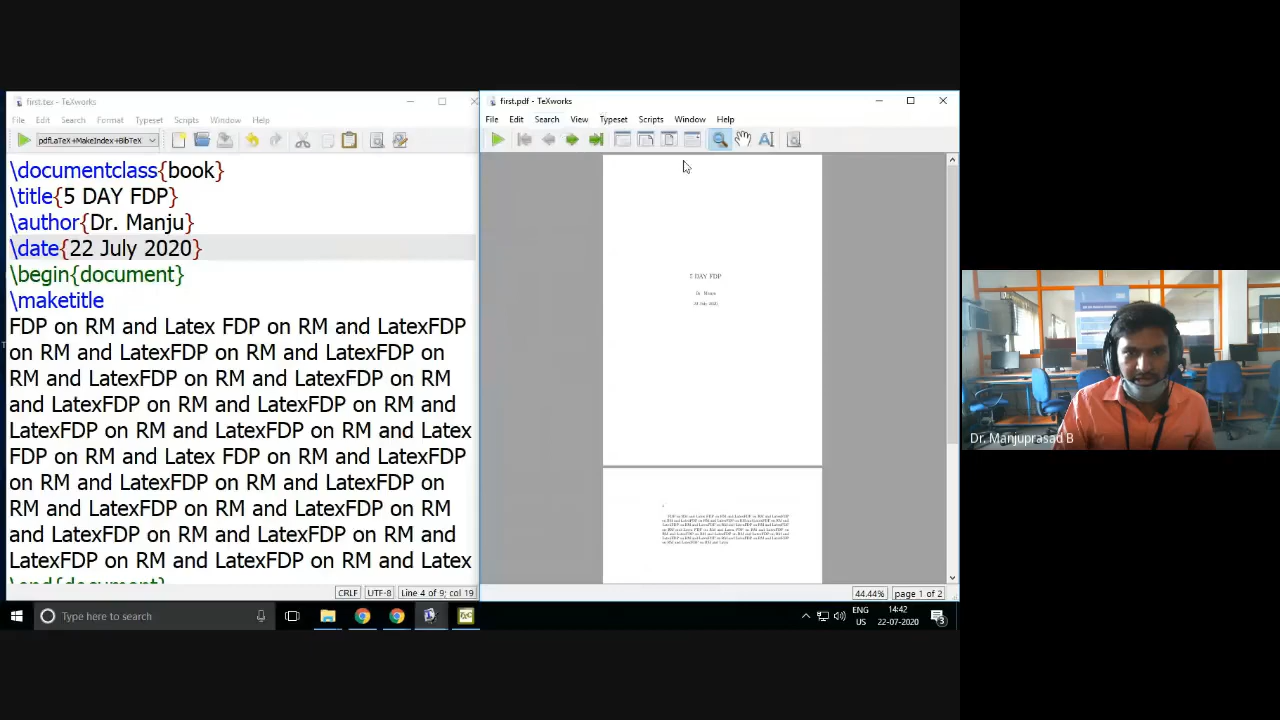 first.tex - TeXworks
File Edit Search Format Typeset Scripts Window Help
pdfLaTeX+MakeIndex+BibTeX
\documentclass{book}
\title{5 DAY FDP}
\author{Dr. Manju}
\date{22 July 2020}
\begin{document}
\maketitle
FDP on RM and Latex FDP on RM and LatexFDP
on RM and LatexFDP on RM and LatexFDP on
RM and LatexFDP on RM and LatexFDP on RM
and LatexFDP on RM and LatexFDP on RM and
LatexFDP on RM and LatexFDP on RM and Latex
FDP on RM and Latex FDP on RM and LatexFDP
on RM and LatexFDP on RM and LatexFDP on
RM and LatexFDP on RM and LatexFDP on RM
and LatexFDP on RM and LatexFDP on RM and
LatexFDP on RM and LatexFDP on RM and Latex
\end{document}
CRLF UTF-8 Line 4 of 9; col 19
first.pdf - TeXworks
File Edit Search View Typeset Scripts Window Help
5 DAY FDP
Dr. Manju
22 July 2020
44.44% page 1 of 2
Dr. Manjuprasad B
Type here to search
ENG
US
14:42
22-07-2020
3